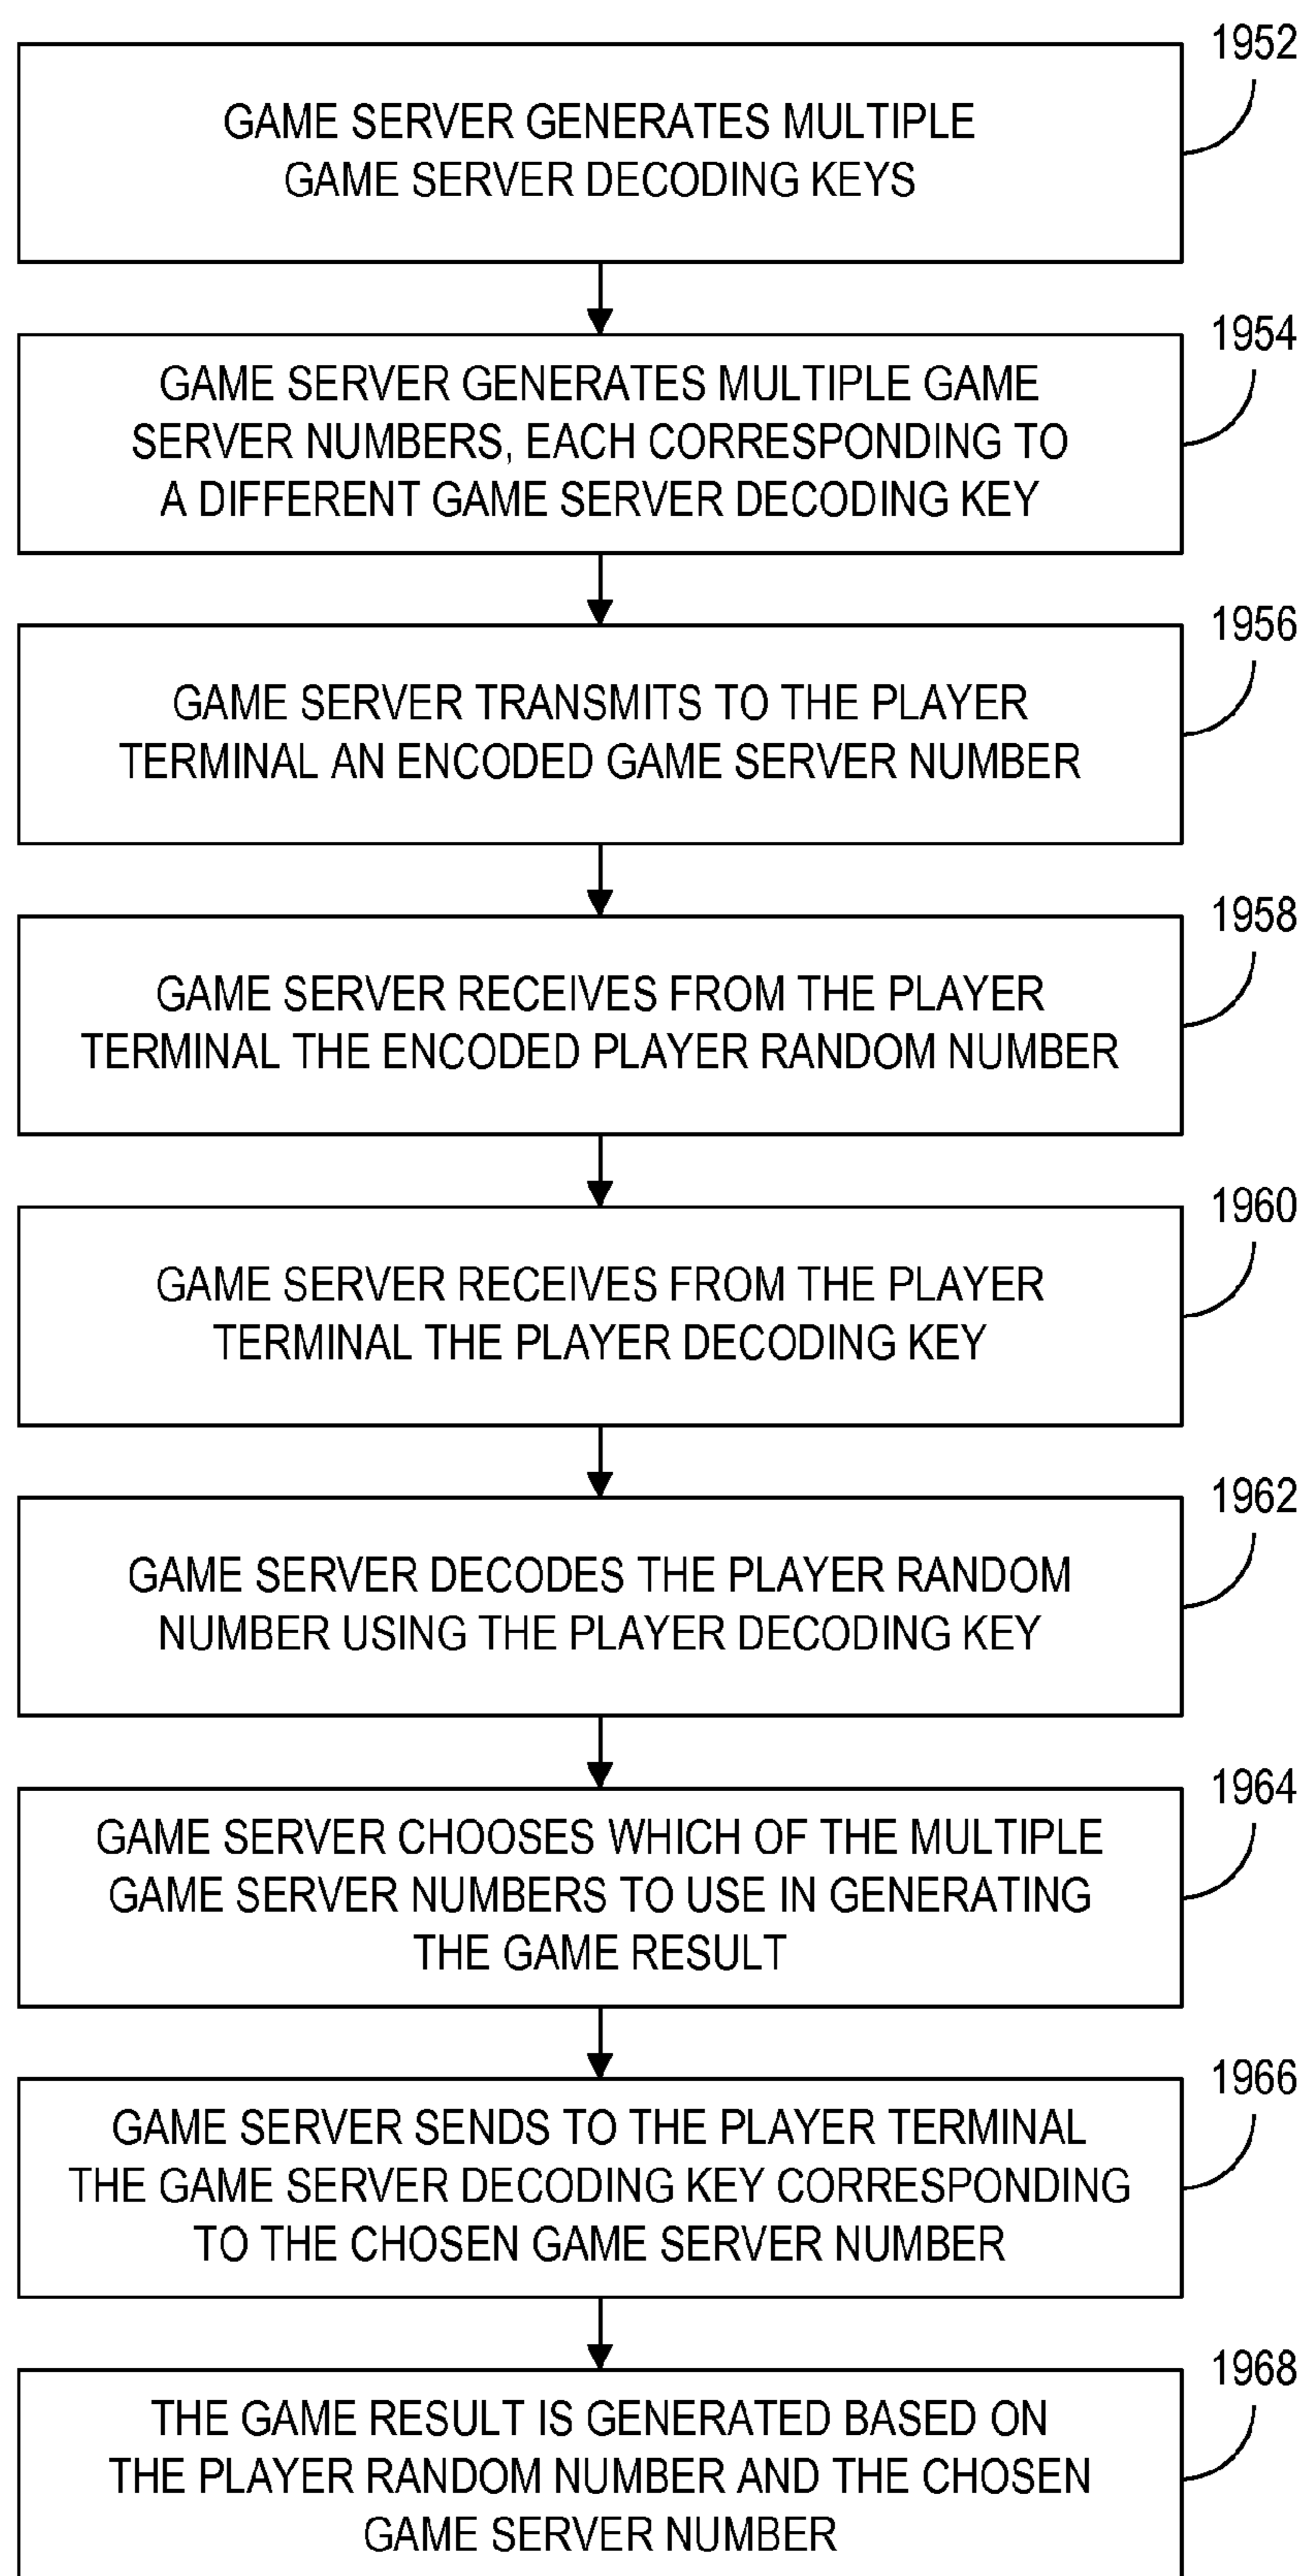 1952
GAME SERVER GENERATES MULTIPLE
GAME SERVER DECODING KEYS
1954
GAME SERVER GENERATES MULTIPLE GAME
SERVER NUMBERS, EACH CORRESPONDING TO
A DIFFERENT GAME SERVER DECODING KEY
1956
GAME SERVER TRANSMITS TO THE PLAYER
TERMINAL AN ENCODED GAME SERVER NUMBER
1958
GAME SERVER RECEIVES FROM THE PLAYER
TERMINAL THE ENCODED PLAYER RANDOM NUMBER
1960
GAME SERVER RECEIVES FROM THE PLAYER
TERMINAL THE PLAYER DECODING KEY
1962
GAME SERVER DECODES THE PLAYER RANDOM
NUMBER USING THE PLAYER DECODING KEY
1964
GAME SERVER CHOOSES WHICH OF THE MULTIPLE
GAME SERVER NUMBERS TO USE IN GENERATING
THE GAME RESULT
1966
GAME SERVER SENDS TO THE PLAYER TERMINAL
THE GAME SERVER DECODING KEY CORRESPONDING
TO THE CHOSEN GAME SERVER NUMBER
1968
THE GAME RESULT IS GENERATED BASED ON
THE PLAYER RANDOM NUMBER AND THE CHOSEN
GAME SERVER NUMBER